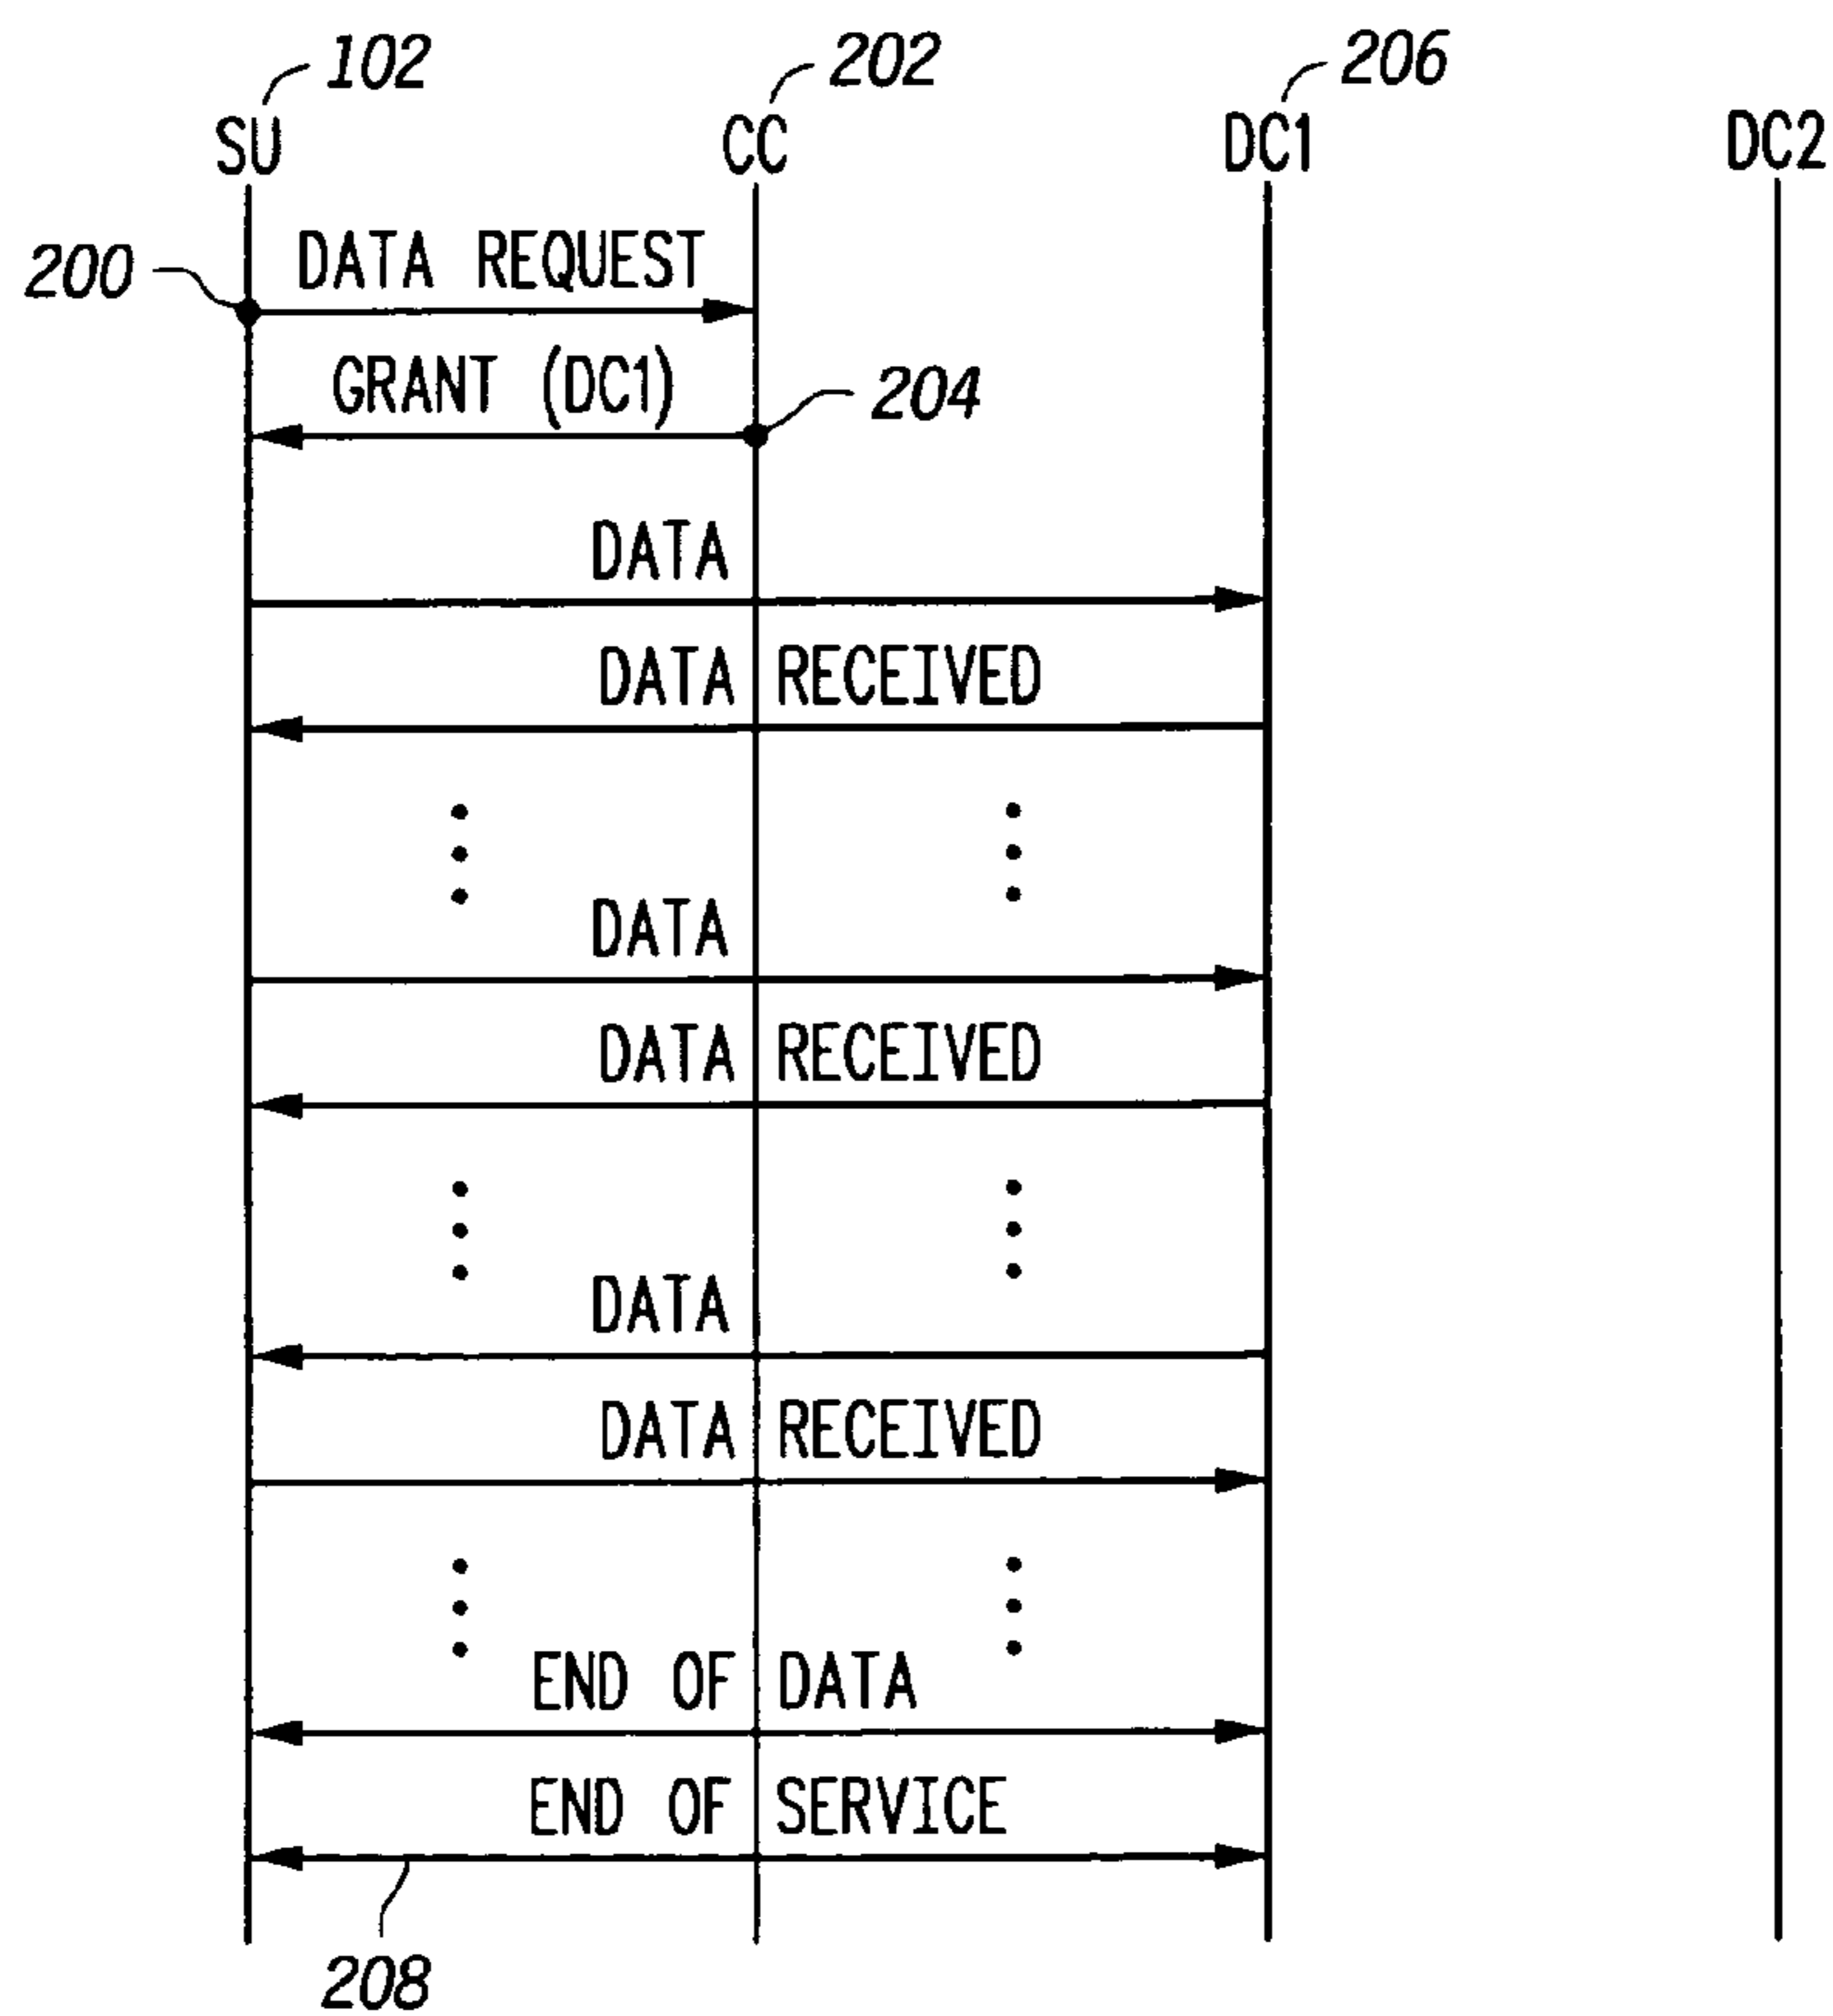 102 202 206
SU CC DC1 DC2
200 DATA REQUEST
GRANT (DC1) 204
DATA
DATA RECEIVED
DATA
DATA RECEIVED
DATA
DATA RECEIVED
END OF DATA
END OF SERVICE
208